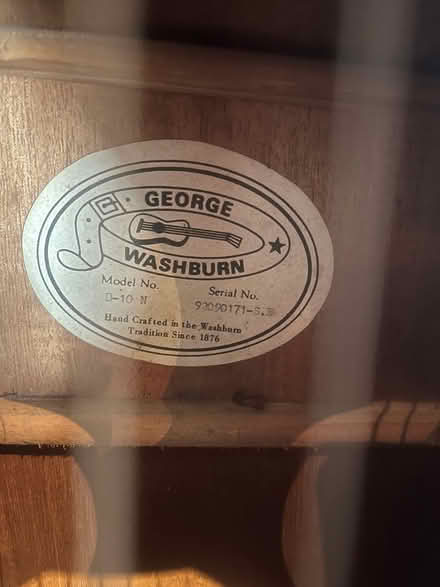 GEORGE
WASHBURN
Model No.
D-10 N
Serial No.
Hand Crafted in the Washburn
Tradition Since 1876